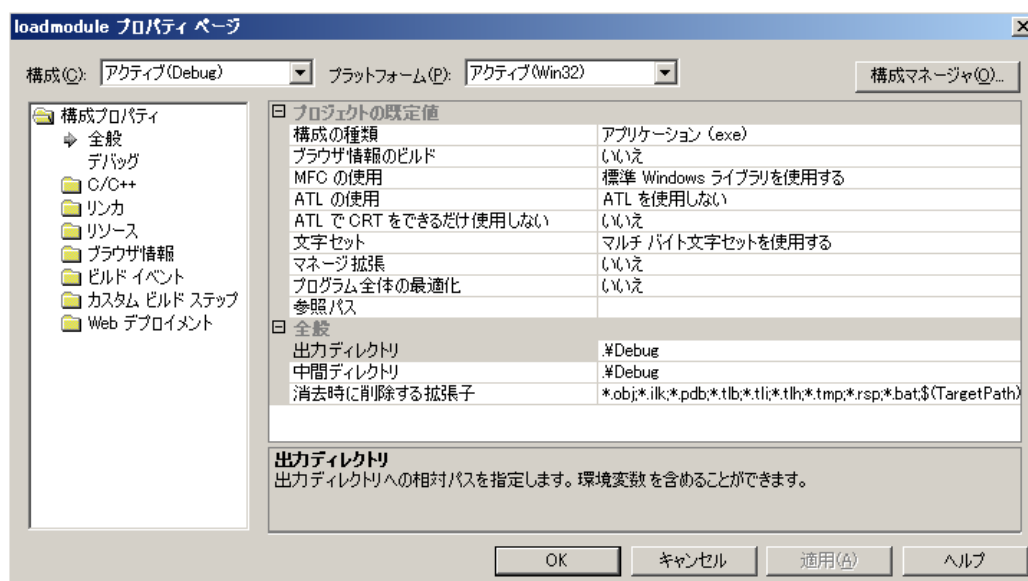 loadmodule プロパティ ページ
構成(C): アクティブ(Debug) プラットフォーム(P): アクティブ(Win32) 構成マネージャ(O)...
構成プロパティ
全般
デバッグ
C/C++
リンカ
リソース
ブラウザ情報
ビルド イベント
カスタム ビルド ステップ
Web デプロイメント
プロジェクトの既定値
構成の種類 アプリケーション (exe)
ブラウザ情報のビルド いいえ
MFC の使用 標準 Windows ライブラリを使用する
ATL の使用 ATL を使用しない
ATL で CRT をできるだけ使用しない いいえ
文字セット マルチ バイト文字セットを使用する
マネージ拡張 いいえ
プログラム全体の最適化 いいえ
参照パス
全般
出力ディレクトリ .¥Debug
中間ディレクトリ .¥Debug
消去時に削除する拡張子 *.obj;*.ilk;*.pdb;*.tlb;*.tli;*.tlh;*.tmp;*.rsp;*.bat;$(TargetPath)
出力ディレクトリ
出力ディレクトリへの相対パスを指定します。環境変数 を含めることができます。
OK キャンセル 適用(A) ヘルプ